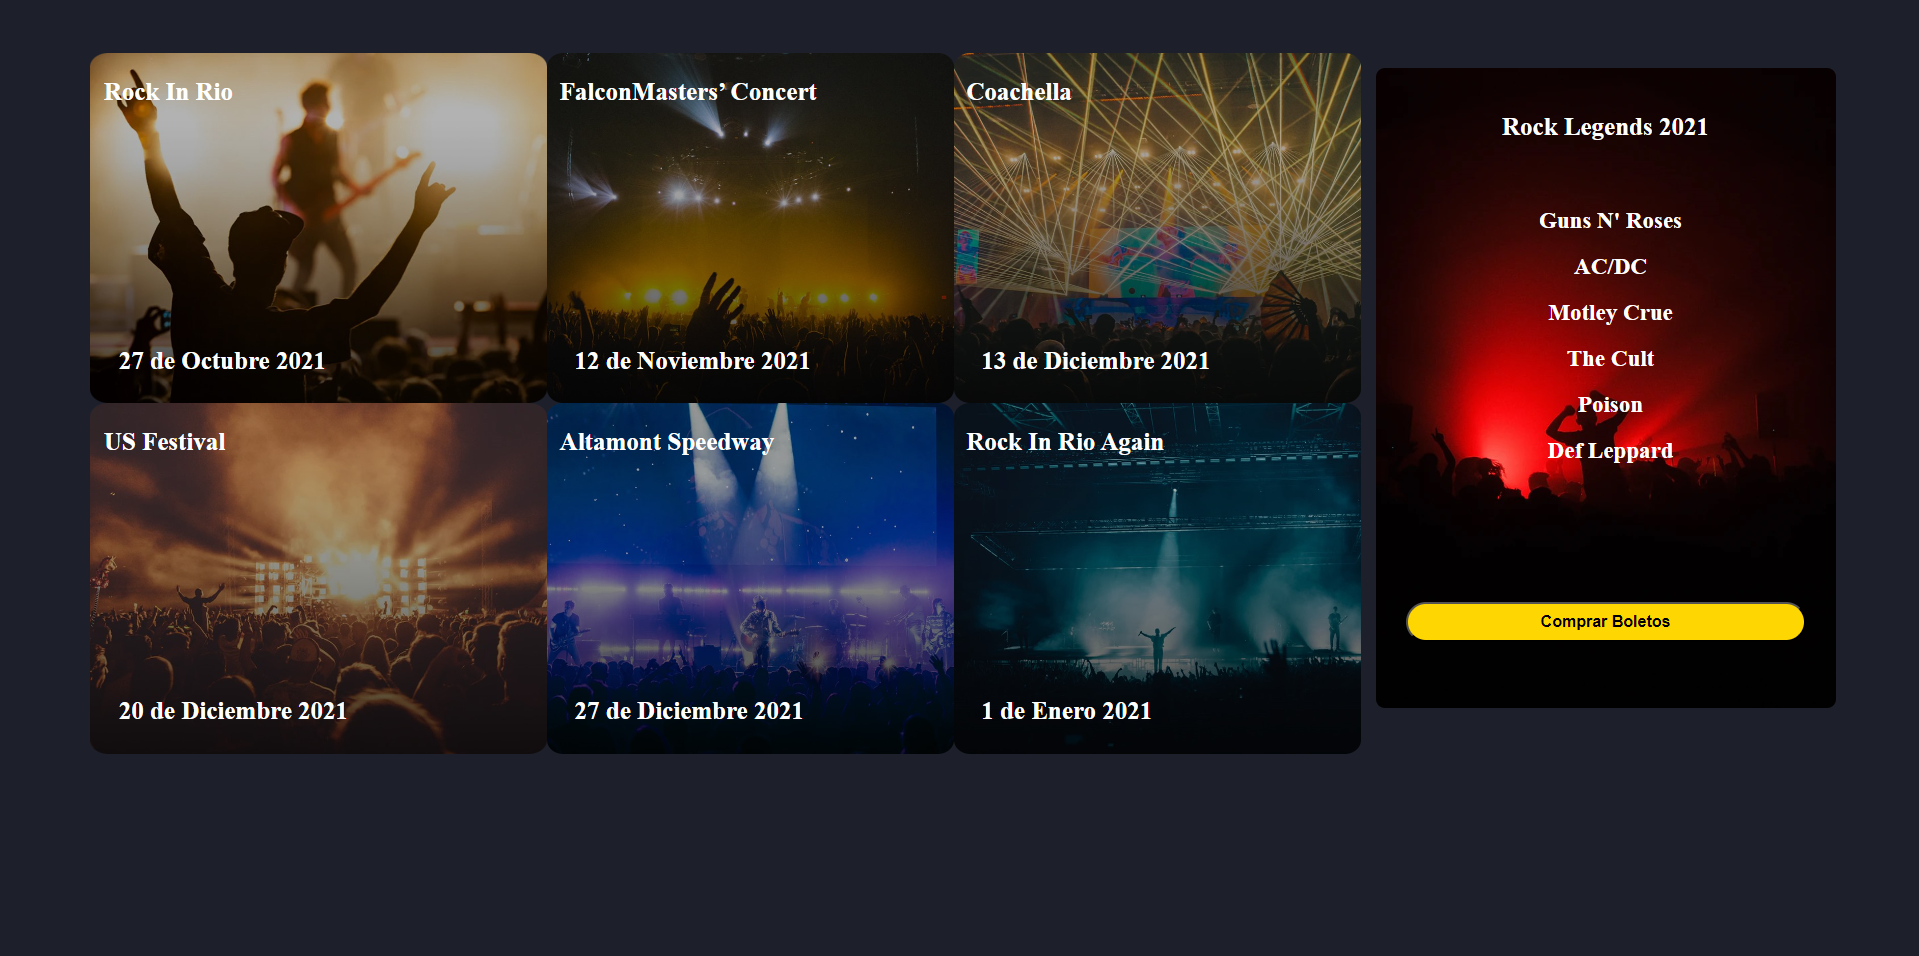 Rock In Rio
27 de Octubre 2021
FalconMasters’ Concert
12 de Noviembre 2021
Coachella
13 de Diciembre 2021
US Festival
20 de Diciembre 2021
Altamont Speedway
27 de Diciembre 2021
Rock In Rio Again
1 de Enero 2021
Rock Legends 2021
Guns N' Roses
AC/DC
Motley Crue
The Cult
Poison
Def Leppard
Comprar Boletos